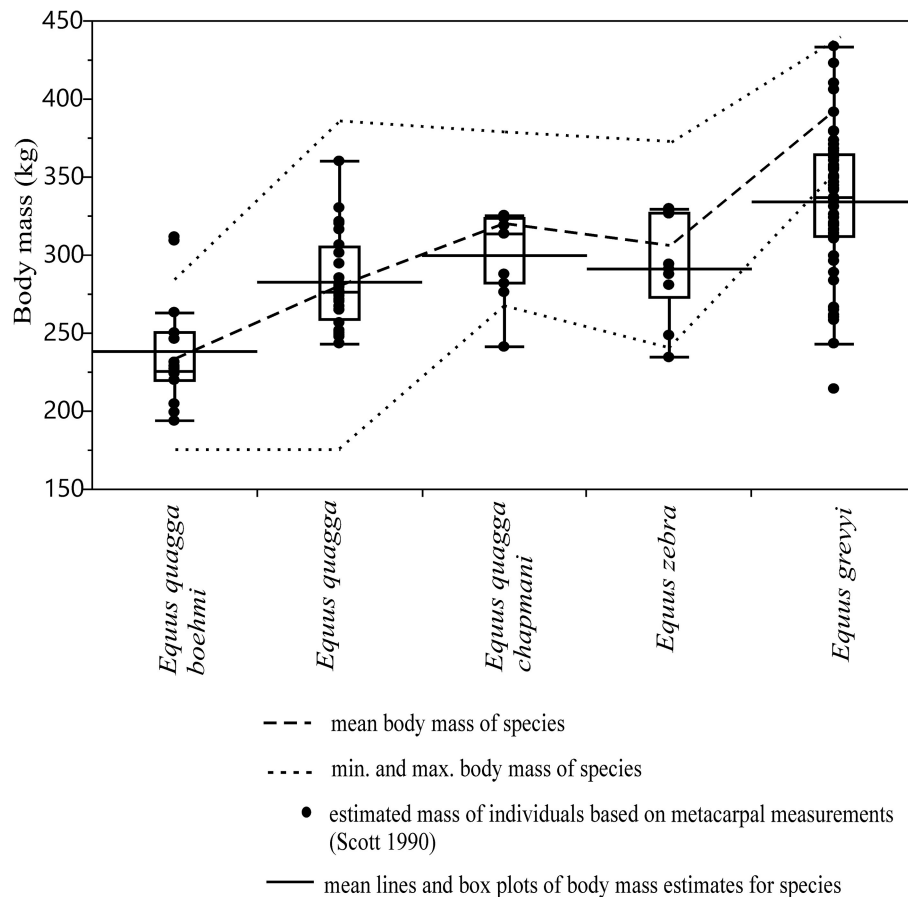 450
400
350
300
250
200
150
Body mass (kg)
Equus quagga
boehmi
Equus quagga
Equus quagga
chapmani
Equus zebra
Equus grevyi
mean body mass of species
min. and max. body mass of species
estimated mass of individuals based on metacarpal measurements
(Scott 1990)
mean lines and box plots of body mass estimates for species